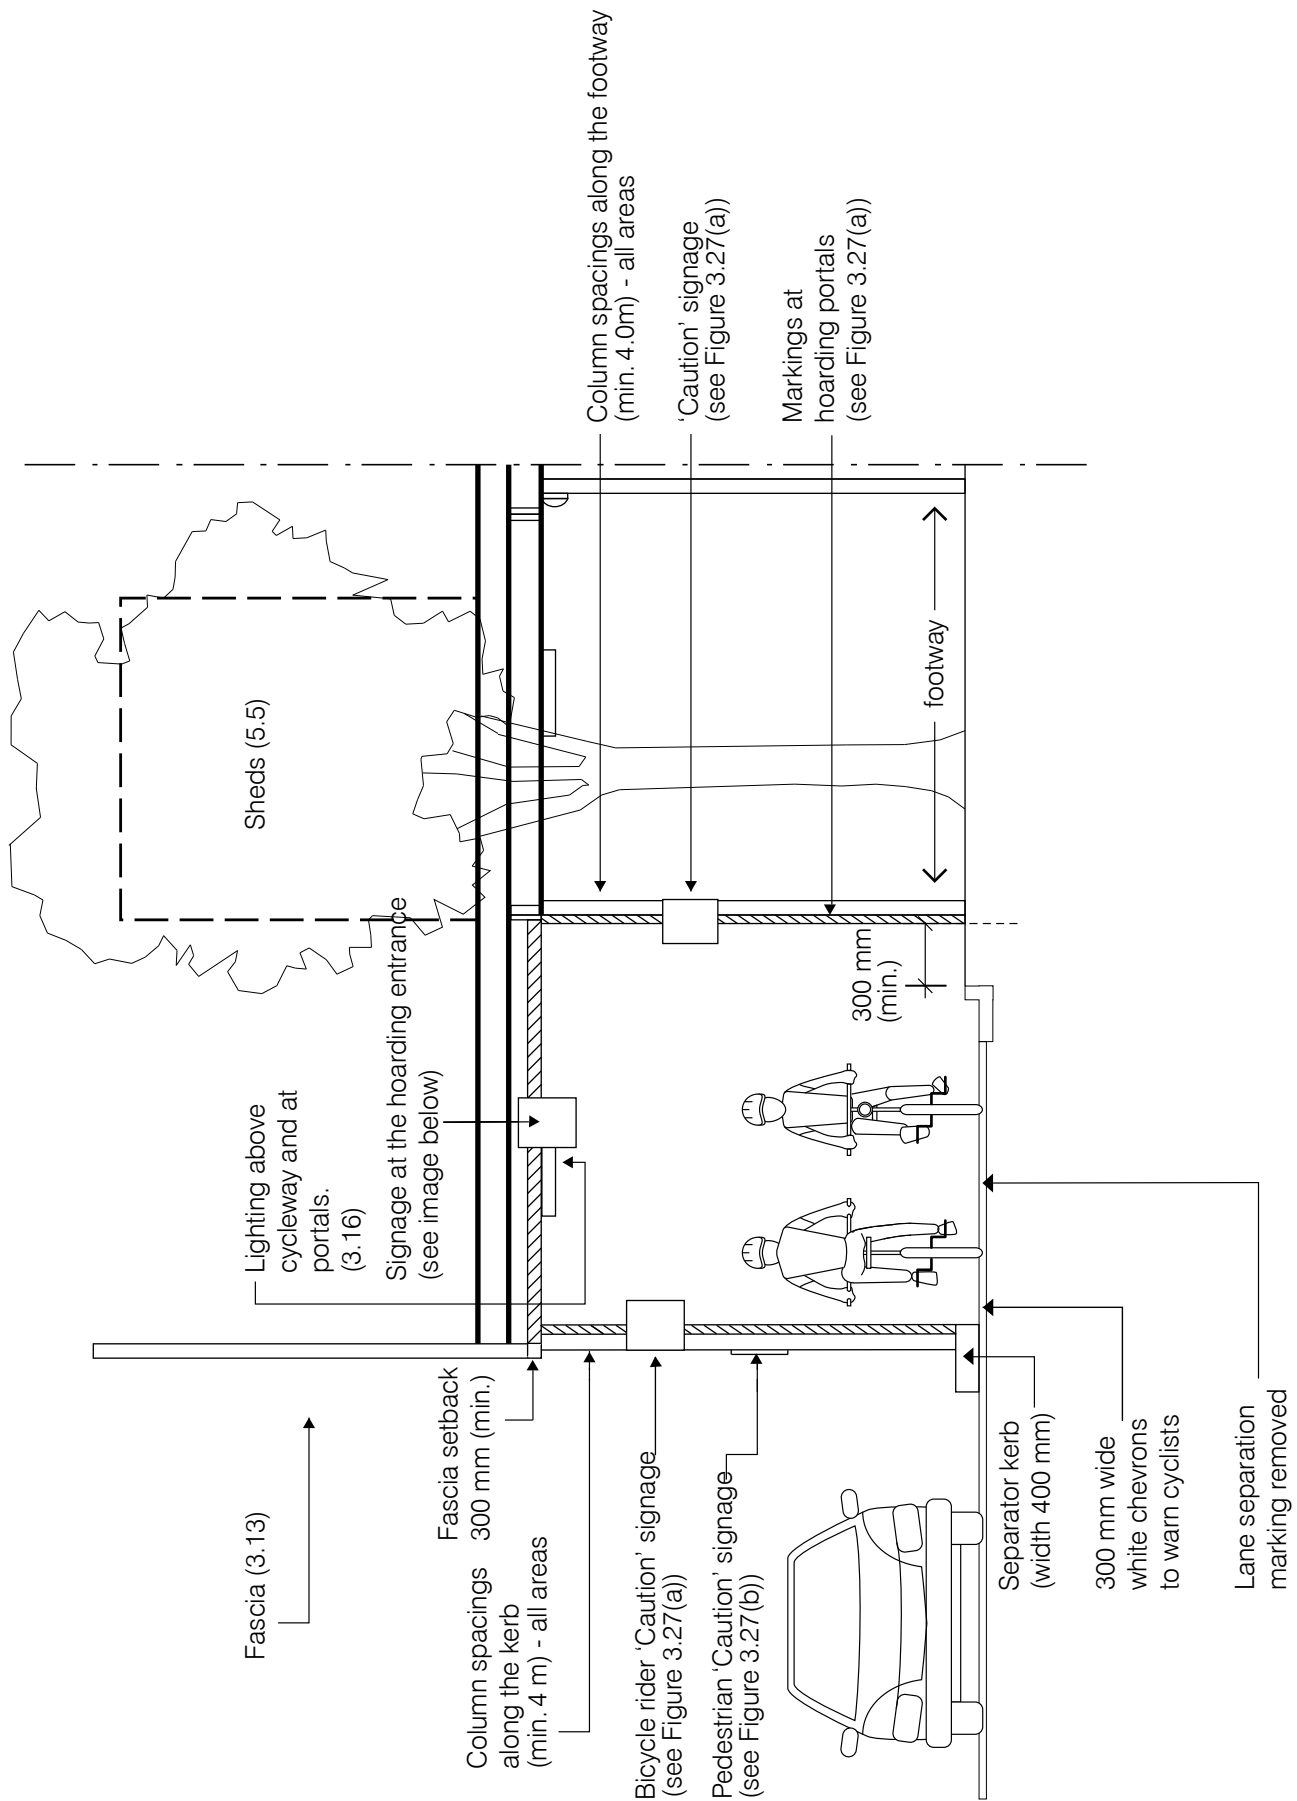 Fascia (3.13)
Lighting above
cycleway and at
portals.
(3.16)
Sheds (5.5)
Signage at the hoarding entrance
(see image below)
Fascia setback
300 mm (min.)
Column spacings
along the kerb
(min. 4 m) - all areas
Bicycle rider ‘Caution’ signage
(see Figure 3.27(a))
Pedestrian ‘Caution’ signage
(see Figure 3.27(b))
Column spacings along the footway
(min. 4.0m) - all areas
‘Caution’ signage
(see Figure 3.27(a))
Markings at
hoarding portals
(see Figure 3.27(a))
300 mm
(min.)
footway
Separator kerb
(width 400 mm)
300 mm wide
white chevrons
to warn cyclists
Lane separation
marking removed